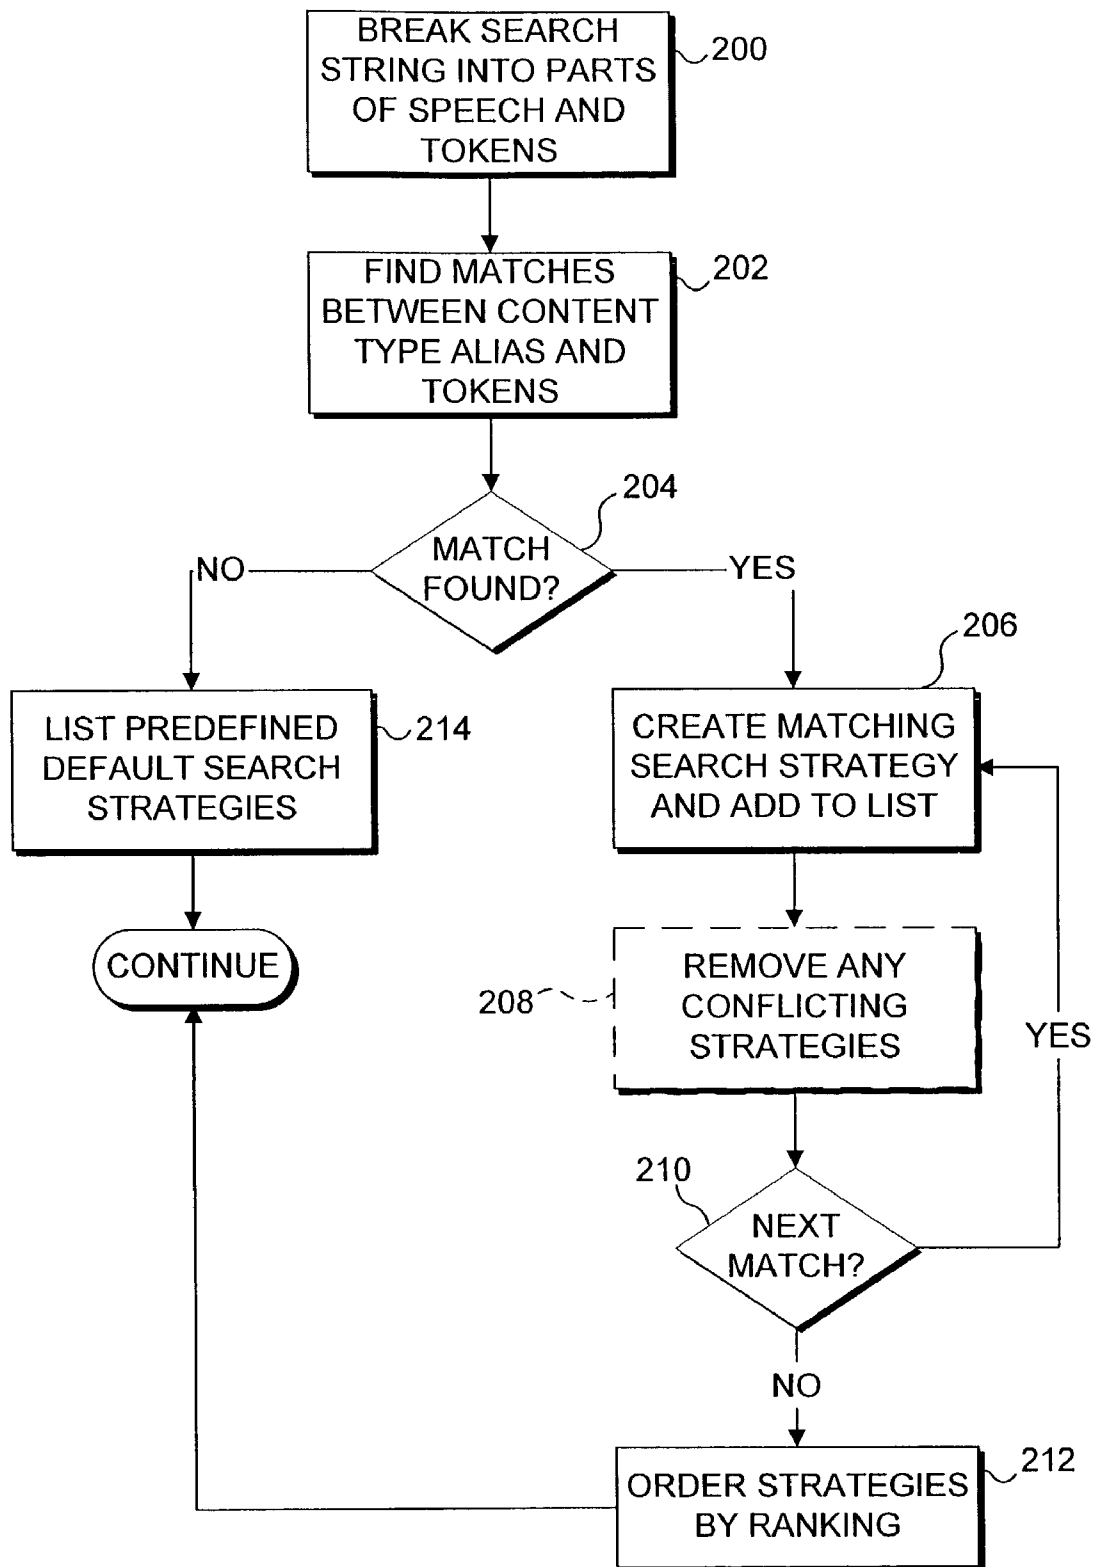 BREAK SEARCH
STRING INTO PARTS
OF SPEECH AND
TOKENS
200
FIND MATCHES
BETWEEN CONTENT
TYPE ALIAS AND
TOKENS
202
MATCH
FOUND?
204
NO
YES
LIST PREDEFINED
DEFAULT SEARCH
STRATEGIES
214
CREATE MATCHING
SEARCH STRATEGY
AND ADD TO LIST
206
CONTINUE
REMOVE ANY
CONFLICTING
STRATEGIES
208
YES
NEXT
MATCH?
210
NO
ORDER STRATEGIES
BY RANKING
212